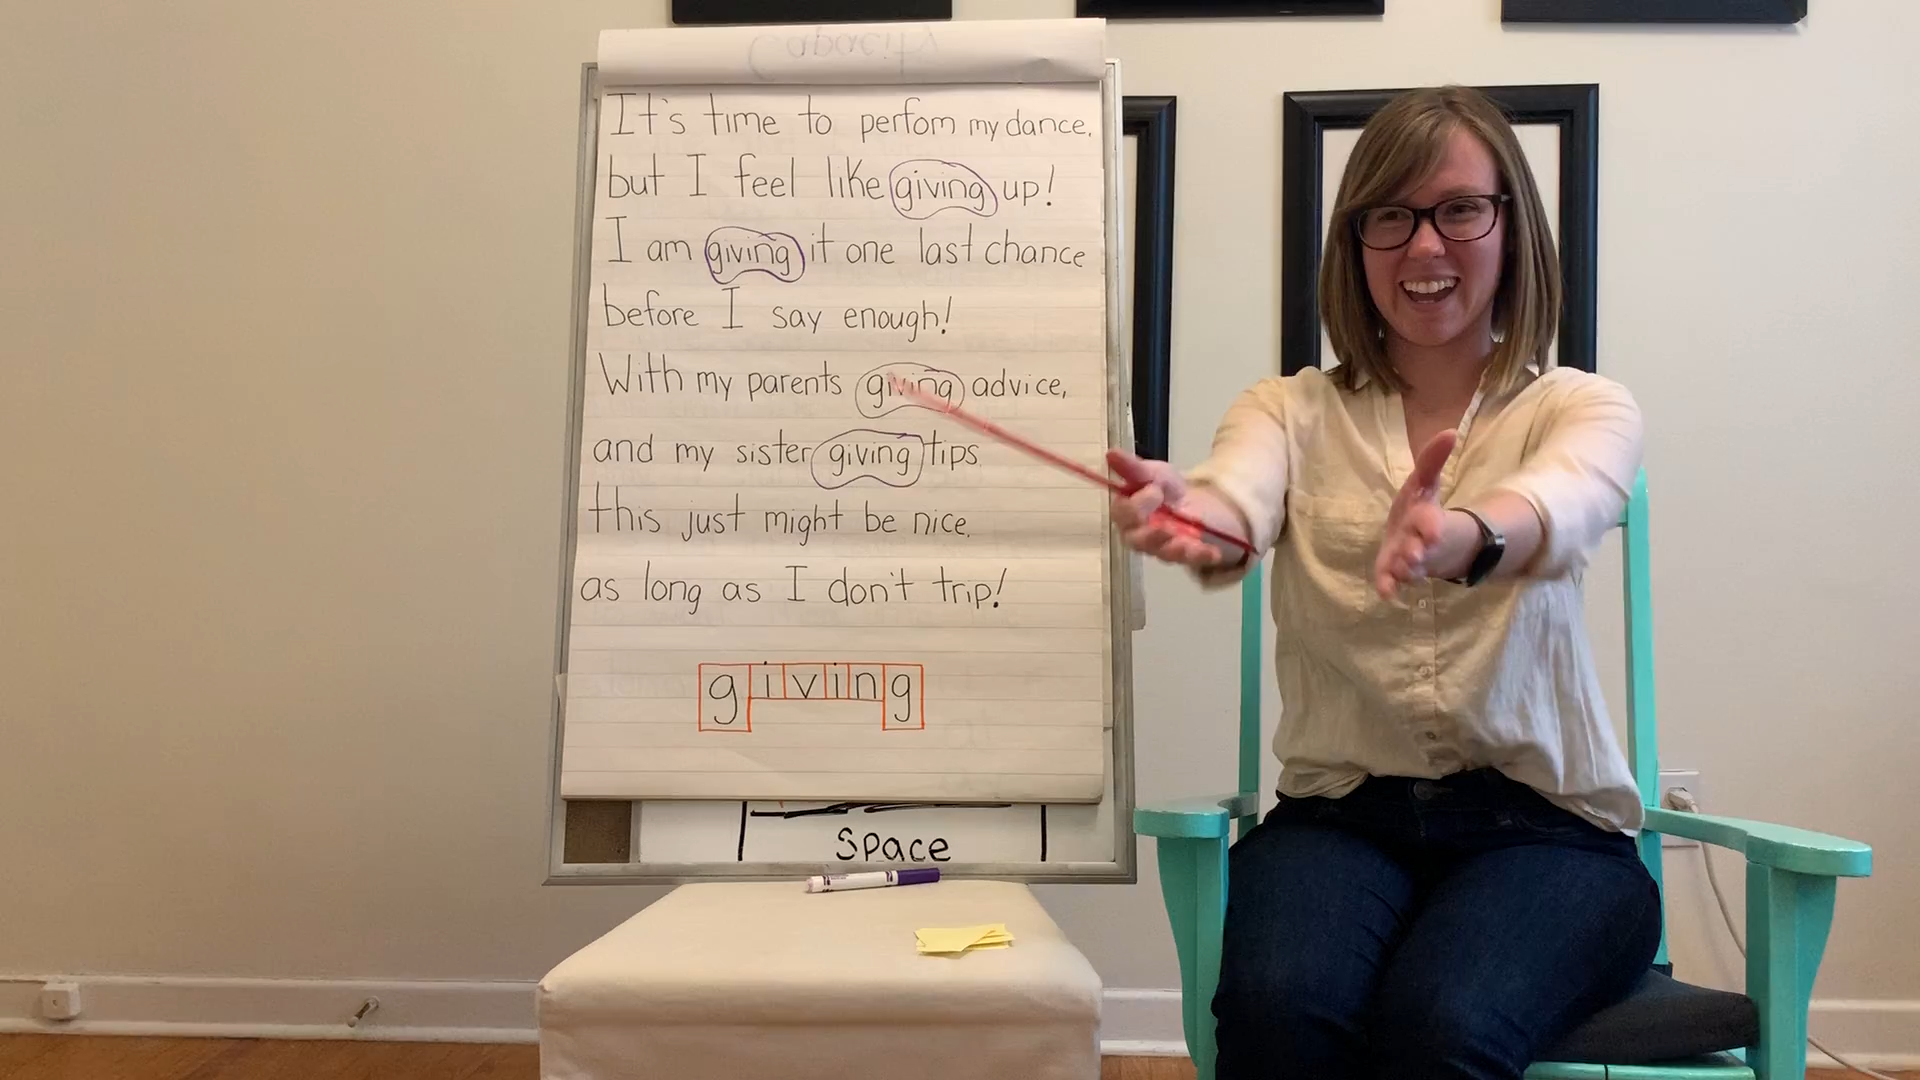 Capacity
It's time to perfom my dance,
but I feel like giving up!
I am giving it one last chance
before I say enough!
With my parents giving advice,
and my sister giving tips
this just might be nice,
as long as I don't trip!
giving
Space